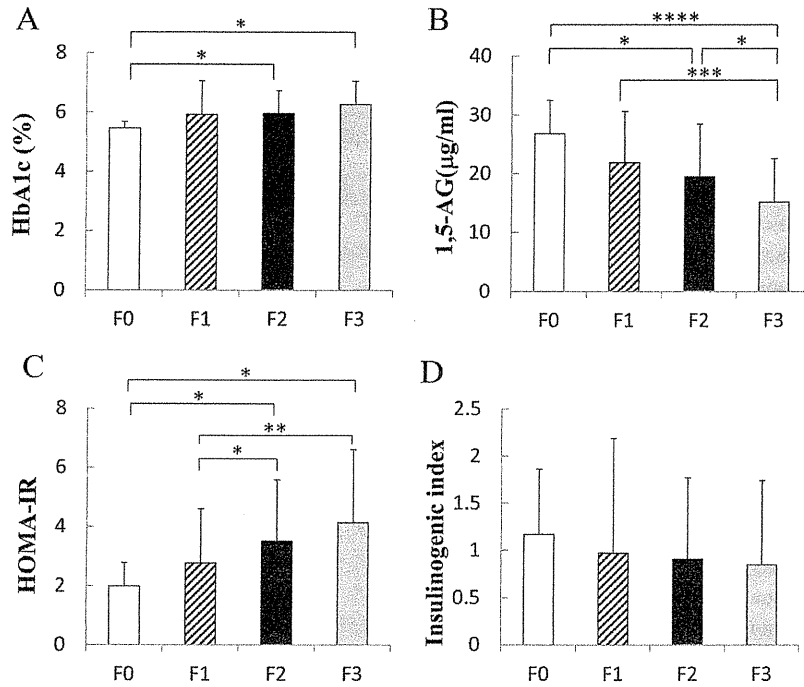 A
*
*
8
6
4
2
0
HbA1c (%)
F0 F1 F2 F3
B
****
* *
***
40
30
20
10
0
1,5-AG(μg/ml)
F0 F1 F2 F3
C
*
*
**
*
8
6
4
2
0
HOMA-IR
F0 F1 F2 F3
D
2.5
2
1.5
1
0.5
0
Insulinogenic index
F0 F1 F2 F3